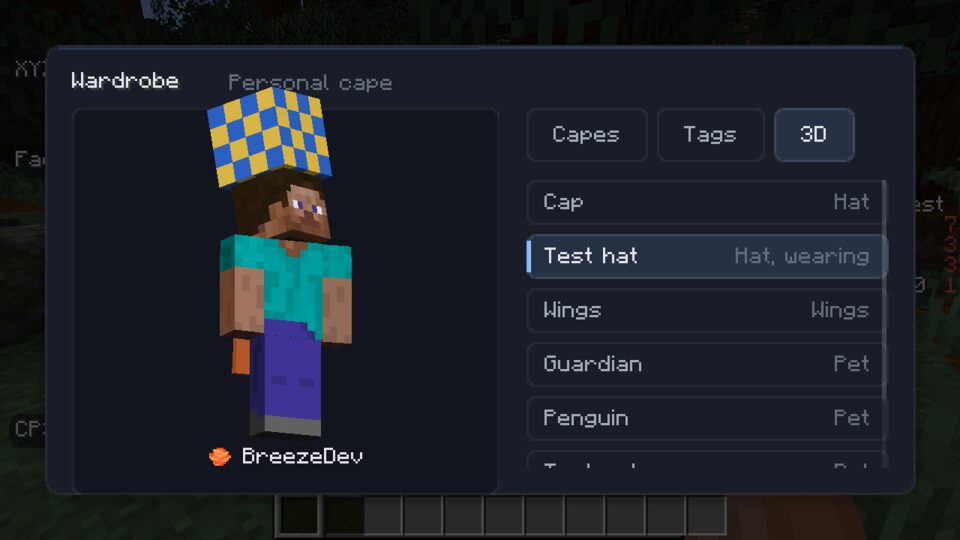 Wardrobe
Personal cape
Capes
Tags
3D
Cap
Hat
Test hat
Hat, wearing
Wings
Wings
Guardian
Pet
Penguin
Pet
BreezeDev